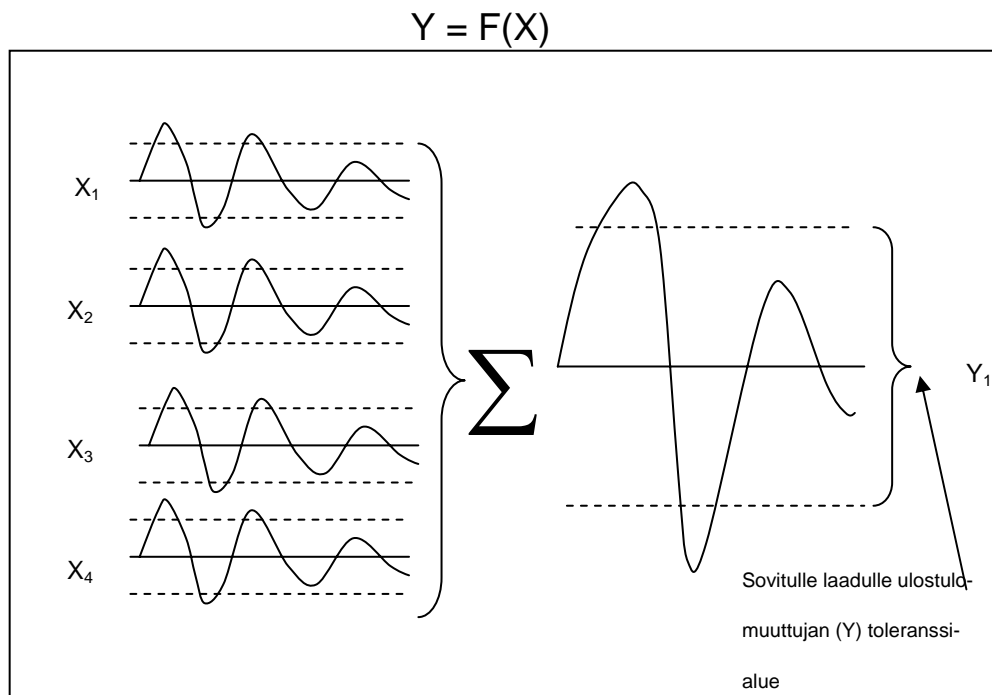 Y = F(X)
X₁
X₂
X₃
X₄
∑
Y₁
Sovitulle laadulle ulostulo-
muuttujan (Y) toleranssi-
alue